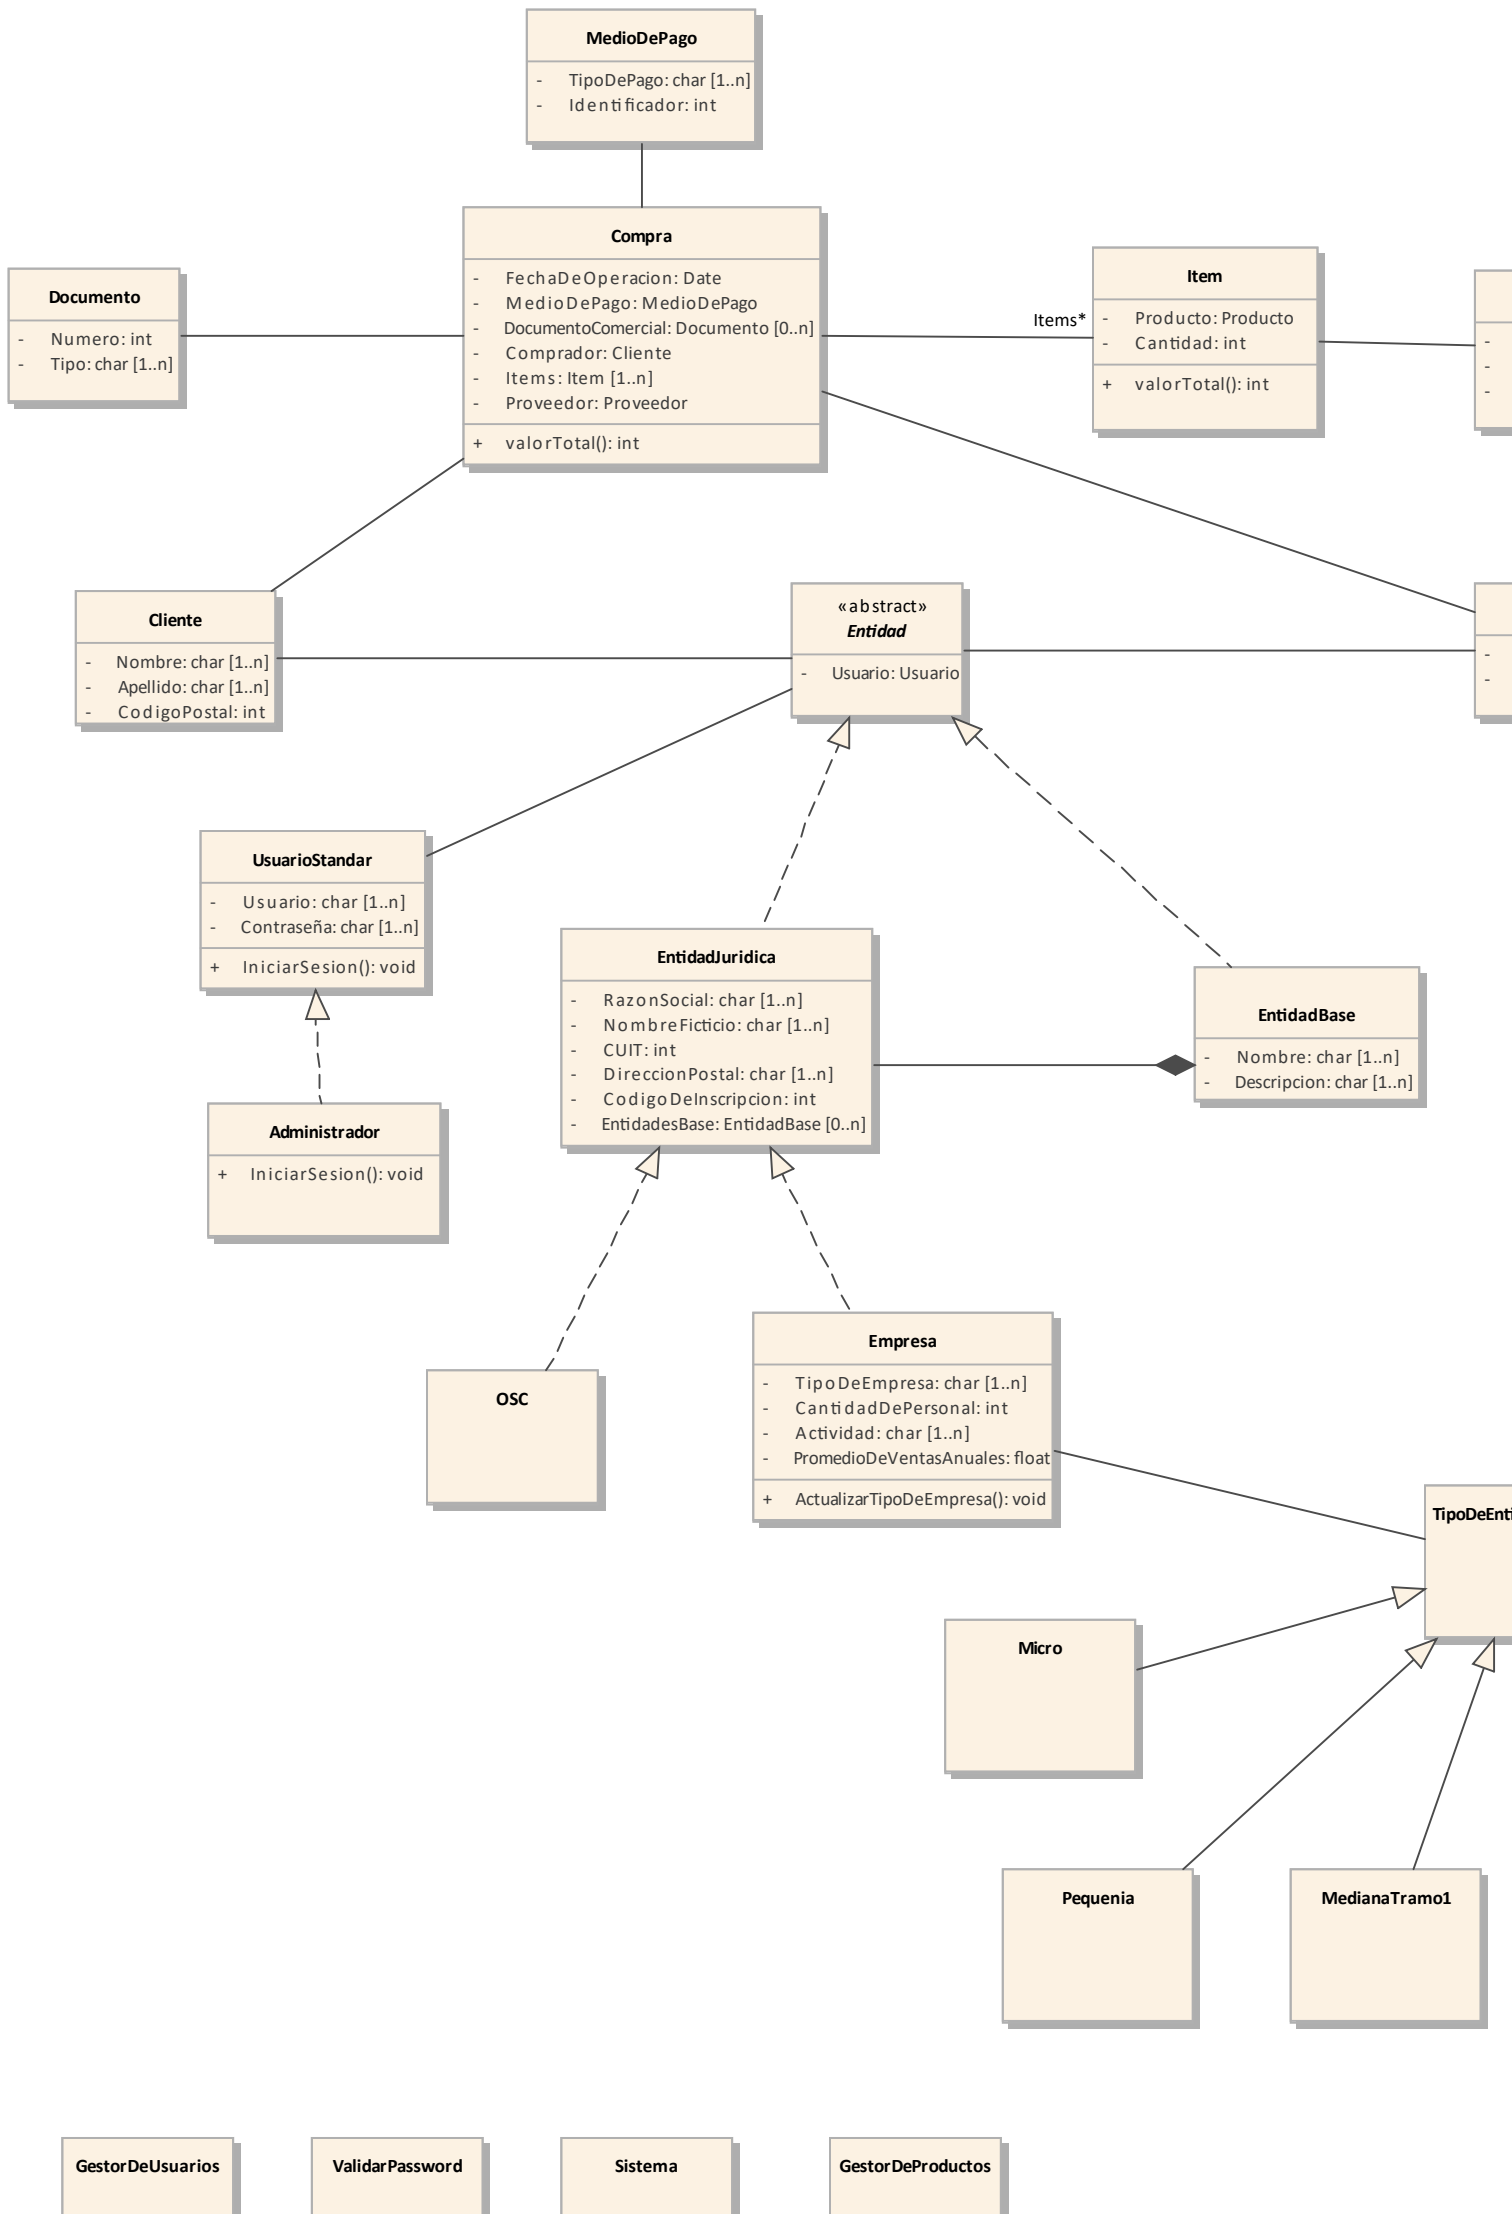 MedioDePago
- TipoDePago: char [1..n]
- Identificador: int
Compra
- FechaDeOperacion: Date
- MedioDePago: MedioDePago
- DocumentoComercial: Documento [0..n]
- Comprador: Cliente
- Items: Item [1..n]
- Proveedor: Proveedor
+ valorTotal(): int
Documento
- Numero: int
- Tipo: char [1..n]
Items*
Item
- Producto: Producto
- Cantidad: int
+ valorTotal(): int
-
-
-
Cliente
- Nombre: char [1..n]
- Apellido: char [1..n]
- CodigoPostal: int
«abstract»
Entidad
- Usuario: Usuario
-
-
UsuarioStandar
- Usuario: char [1..n]
- Contraseña: char [1..n]
+ IniciarSesion(): void
EntidadJuridica
- RazonSocial: char [1..n]
- NombreFicticio: char [1..n]
- CUIT: int
- DireccionPostal: char [1..n]
- CodigoDeInscripcion: int
- EntidadesBase: EntidadBase [0..n]
EntidadBase
- Nombre: char [1..n]
- Descripcion: char [1..n]
Administrador
+ IniciarSesion(): void
OSC
Empresa
- TipoDeEmpresa: char [1..n]
- CantidadDePersonal: int
- Actividad: char [1..n]
- PromedioDeVentasAnuales: float
+ ActualizarTipoDeEmpresa(): void
TipoDeEnti
Micro
Pequenia
MedianaTramo1
GestorDeUsuarios
ValidarPassword
Sistema
GestorDeProductos